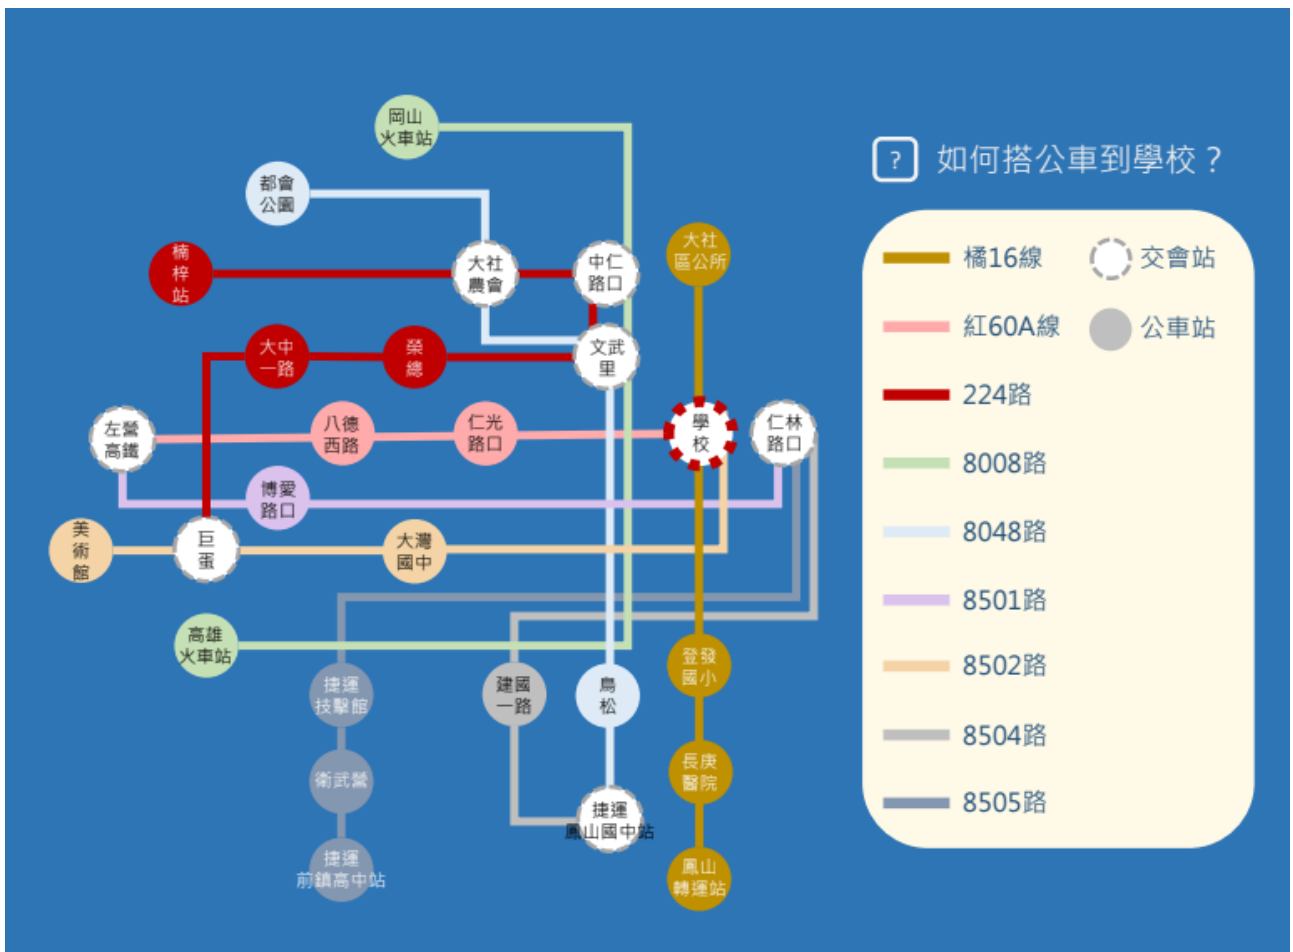 岡山
火車站
都會
公園
楠
梓
站
大社
農會
中仁
路口
大社
區公所
大中
一路
榮
總
文武
里
左營
高鐵
八德
西路
仁光
路口
學
校
仁林
路口
博愛
路口
美
術
館
巨
蛋
大灣
國中
高雄
火車站
捷運
技擊館
建國
一路
鳥
松
登發
國小
衛武營
長庚
醫院
捷運
鳳山國中站
捷運
前鎮高中站
鳳山
轉運站
? 如何搭公車到學校？
橘16線
交會站
紅60A線
公車站
224路
8008路
8048路
8501路
8502路
8504路
8505路